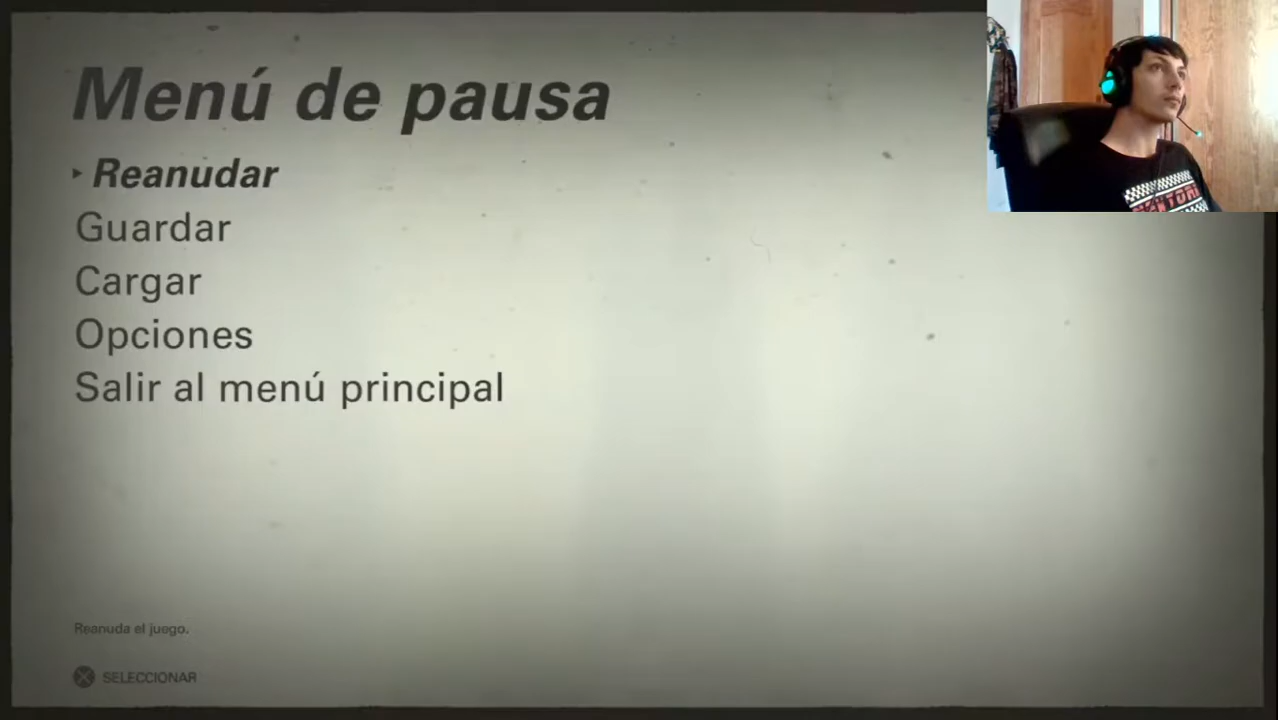 Menú de pausa
Reanudar
Guardar
Cargar
Opciones
Salir al menú principal
Reanuda el juego.
SELECCIONAR